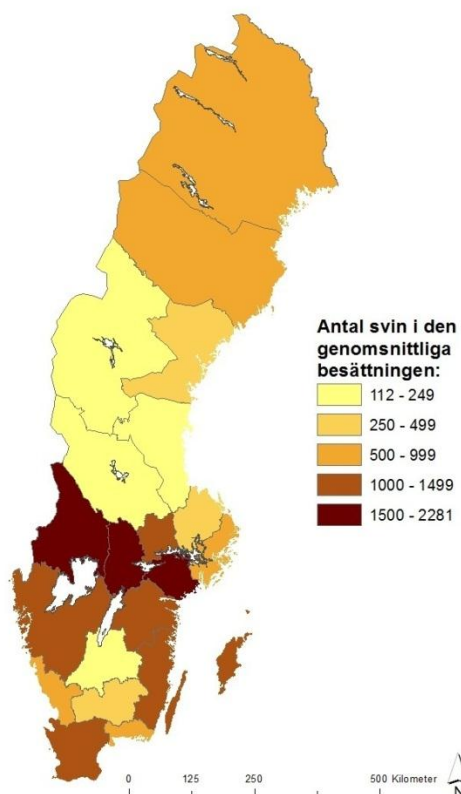 Antal svin i den
genomsnittliga
besättningen:
112 - 249
250 - 499
500 - 999
1000 - 1499
1500 - 2281
0 125 250 500 Kilometer
N